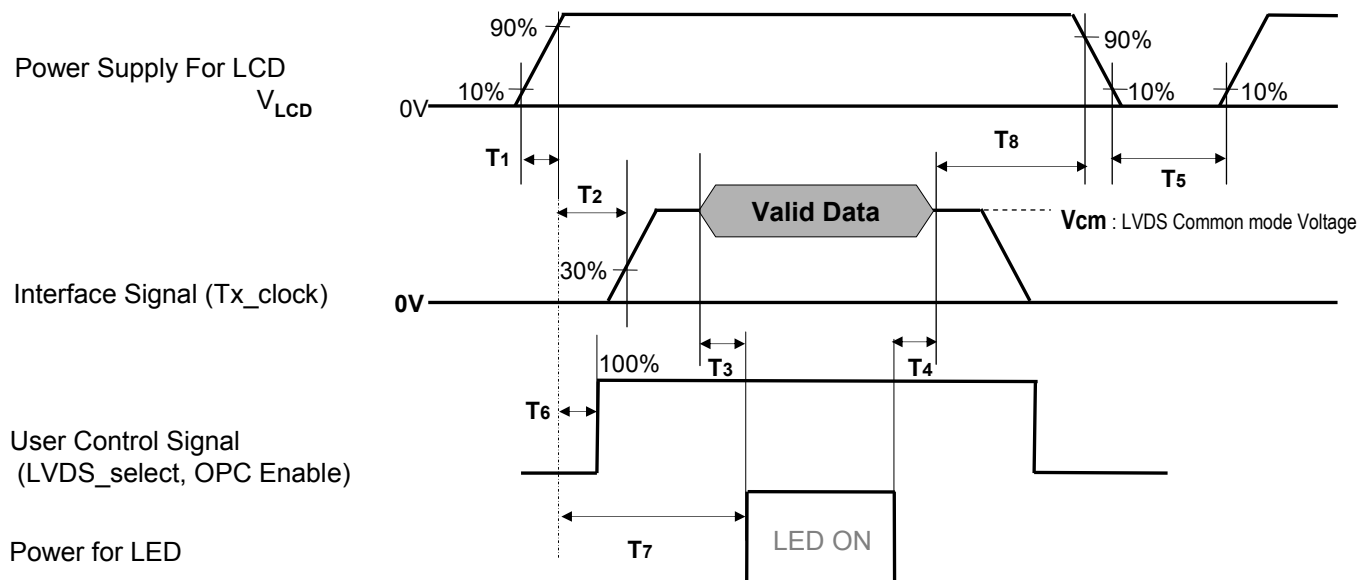 90%
90%
Power Supply For LCD
VLCD
10%
10%
10%
0V
T1
T8
T2
T5
Valid Data
Vcm : LVDS Common mode Voltage
30%
Interface Signal (Tx_clock)
0V
T3
T4
100%
T6
User Control Signal
(LVDS_select, OPC Enable)
T7
LED ON
Power for LED